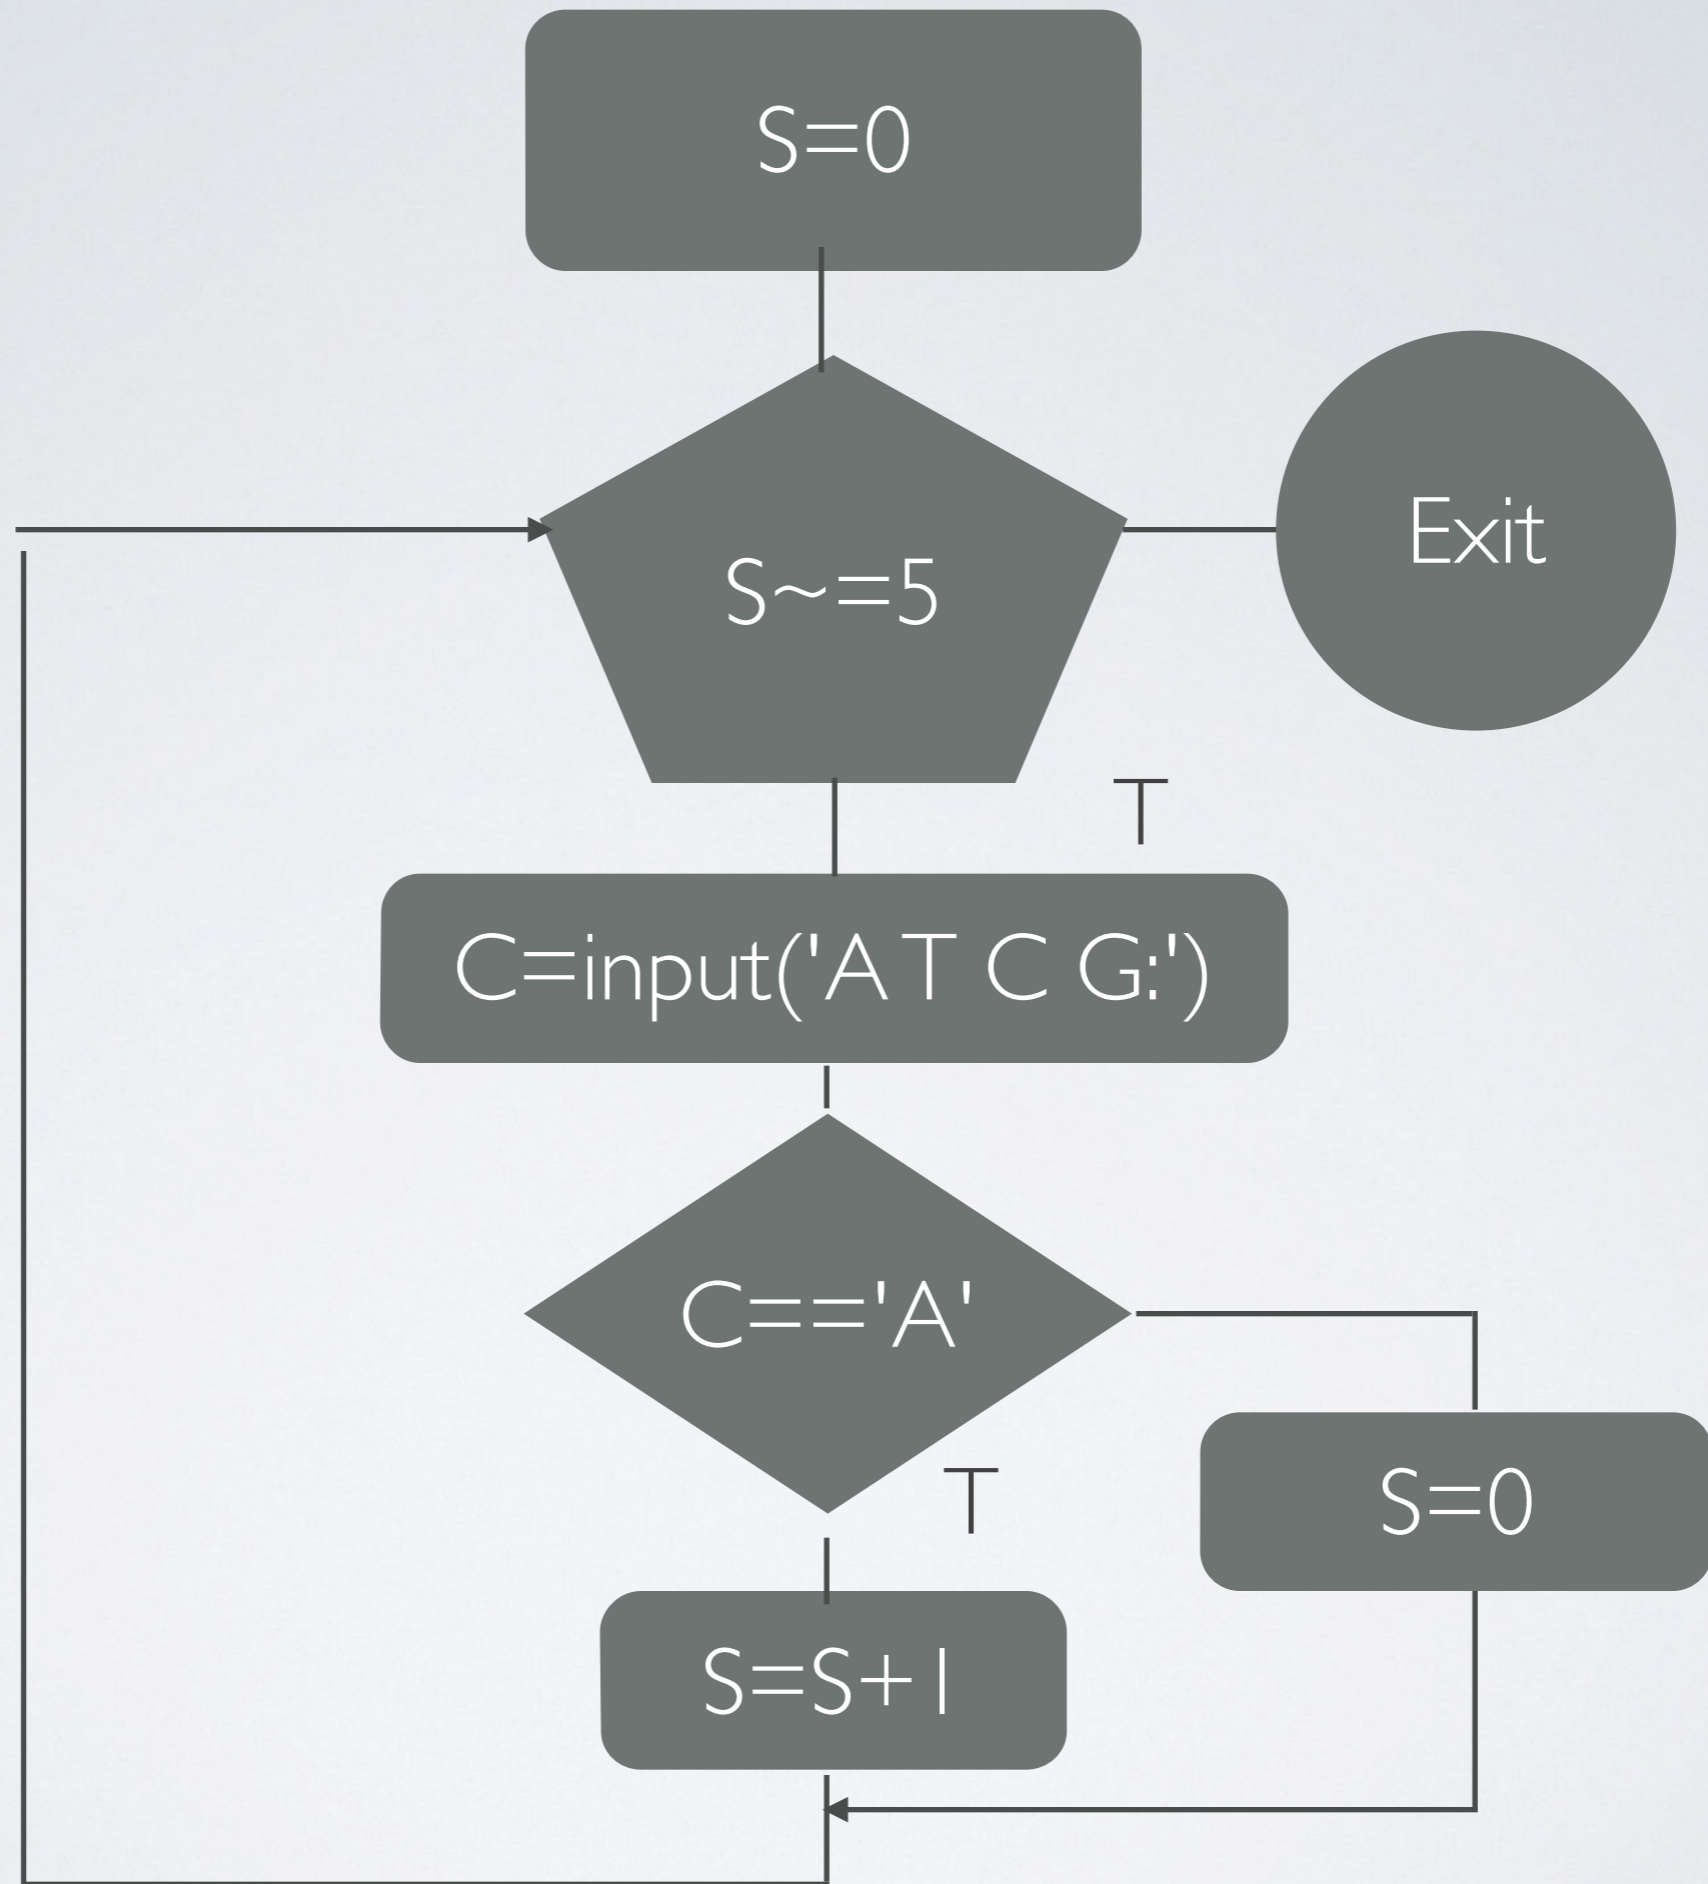 S=0
S~=5
Exit
T
C=input('A T C G:')
C=='A'
T
S=0
S=S+1